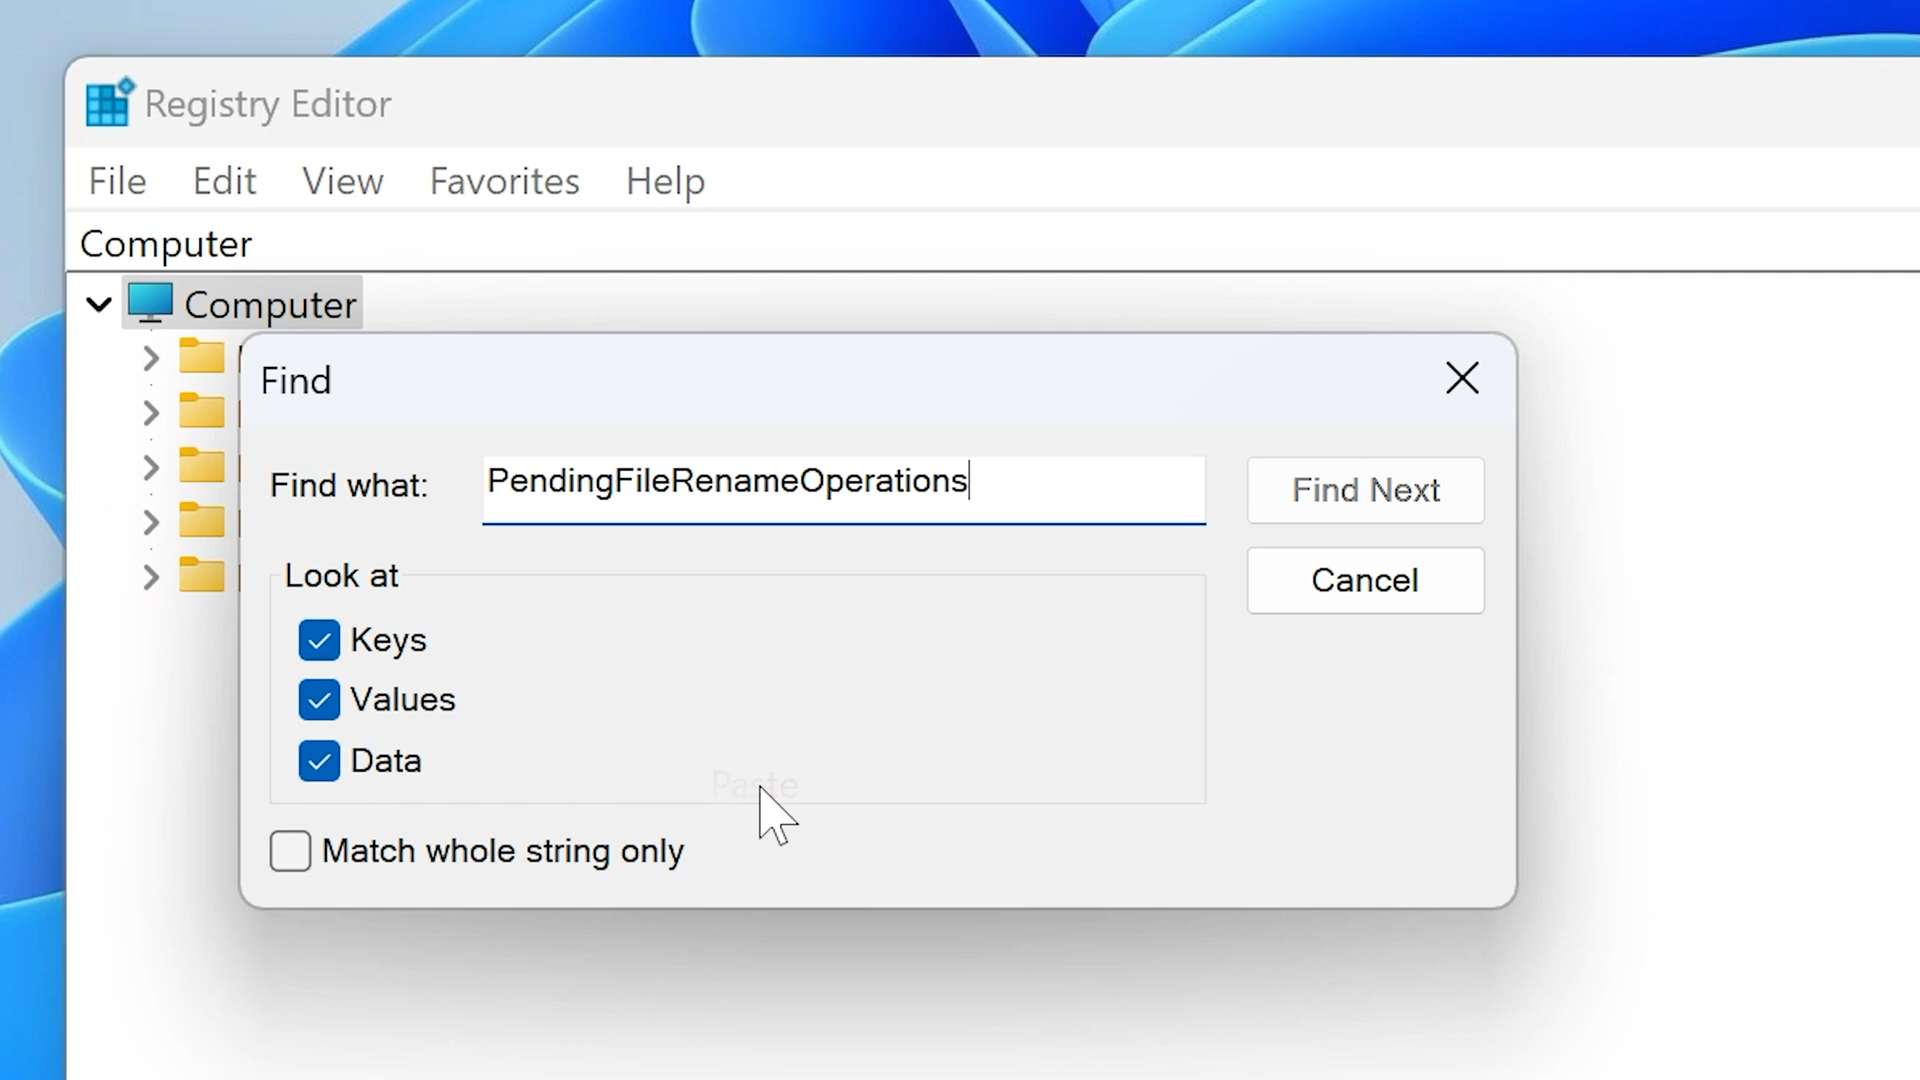 Registry Editor
File Edit View Favorites Help
Computer
Computer
Find
Find what: PendingFileRenameOperations Find Next
Cancel
Look at
Keys
Values
Data
Paste
Match whole string only